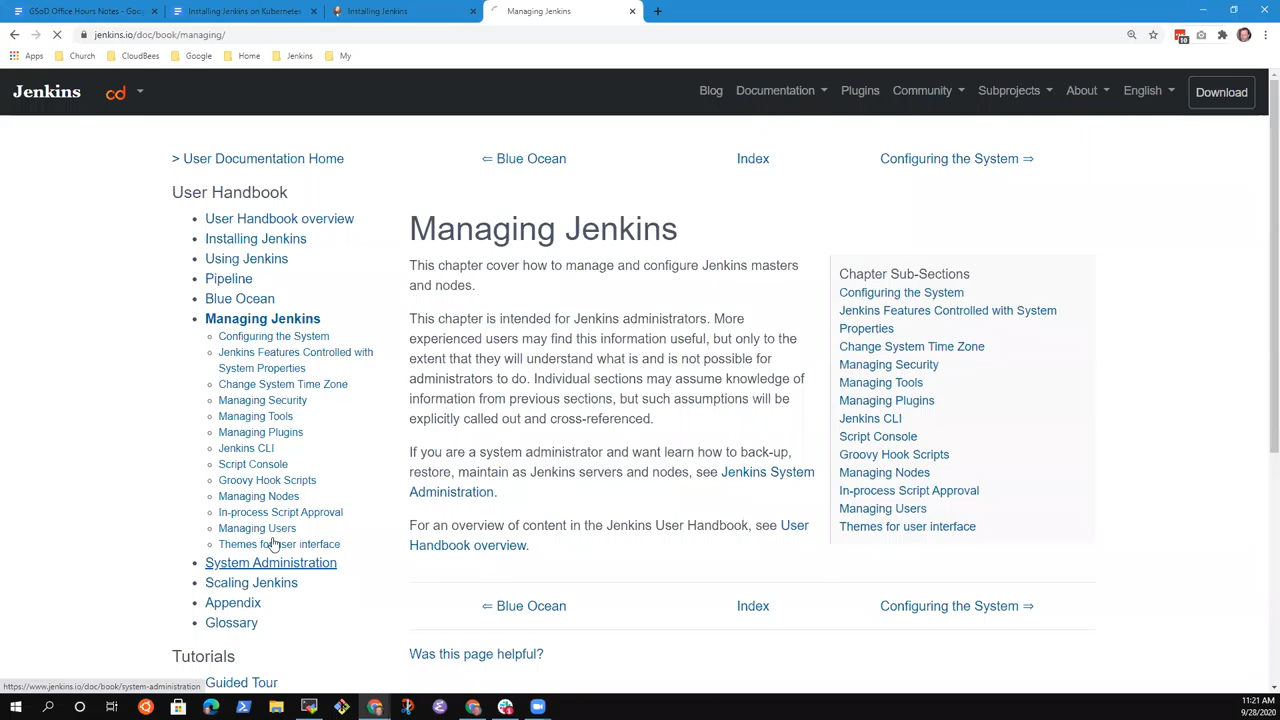 GSoD Office Hours Notes - Goog
Installing Jenkins on Kubernetes
Installing Jenkins
Managing Jenkins
jenkins.io/doc/book/managing/
10
Apps
Church
CloudBees
Google
Home
Jenkins
My
Jenkins
cd
Blog
Documentation
Plugins
Community
Subprojects
About
English
Download
> User Documentation Home
⇐ Blue Ocean
Index
Configuring the System ⇒
User Handbook
User Handbook overview
Installing Jenkins
Using Jenkins
Pipeline
Blue Ocean
Managing Jenkins
Configuring the System
Jenkins Features Controlled with
System Properties
Change System Time Zone
Managing Security
Managing Tools
Managing Plugins
Jenkins CLI
Script Console
Groovy Hook Scripts
Managing Nodes
In-process Script Approval
Managing Users
Themes for user interface
System Administration
Scaling Jenkins
Appendix
Glossary
Tutorials
Guided Tour
Managing Jenkins
This chapter cover how to manage and configure Jenkins masters
and nodes.
This chapter is intended for Jenkins administrators. More
experienced users may find this information useful, but only to the
extent that they will understand what is and is not possible for
administrators to do. Individual sections may assume knowledge of
information from previous sections, but such assumptions will be
explicitly called out and cross-referenced.
If you are a system administrator and want learn how to back-up,
restore, maintain as Jenkins servers and nodes, see Jenkins System
Administration.
For an overview of content in the Jenkins User Handbook, see User
Handbook overview.
Chapter Sub-Sections
Configuring the System
Jenkins Features Controlled with System
Properties
Change System Time Zone
Managing Security
Managing Tools
Managing Plugins
Jenkins CLI
Script Console
Groovy Hook Scripts
Managing Nodes
In-process Script Approval
Managing Users
Themes for user interface
⇐ Blue Ocean
Index
Configuring the System ⇒
Was this page helpful?
https://www.jenkins.io/doc/book/system-administration
11:21 AM
9/28/2020